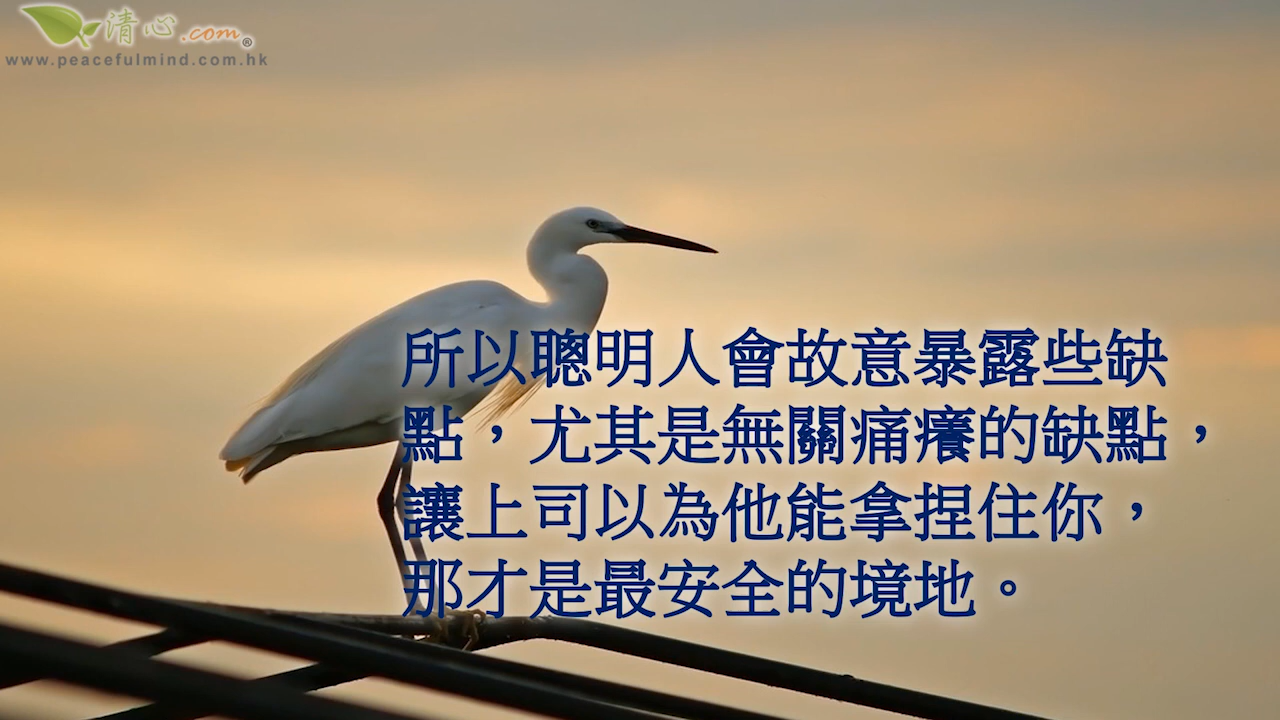 清心.com®
www.peacefulmind.com.hk
所以聰明人會故意暴露些缺
點，尤其是無關痛癢的缺點，
讓上司以為他能拿捏住你，
那才是最安全的境地。